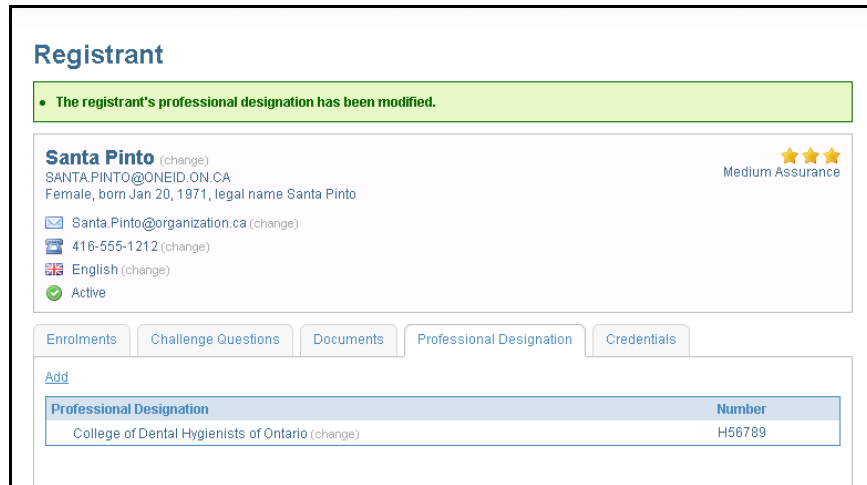 Registrant
• The registrant's professional designation has been modified.
Santa Pinto (change)
SANTA.PINTO@ONEID.ON.CA
Medium Assurance
Female, born Jan 20, 1971, legal name Santa Pinto
Santa.Pinto@organization.ca (change)
416-555-1212 (change)
English (change)
Active
Enrolments Challenge Questions Documents Professional Designation Credentials
Add
Professional Designation Number
College of Dental Hygienists of Ontario (change) H56789